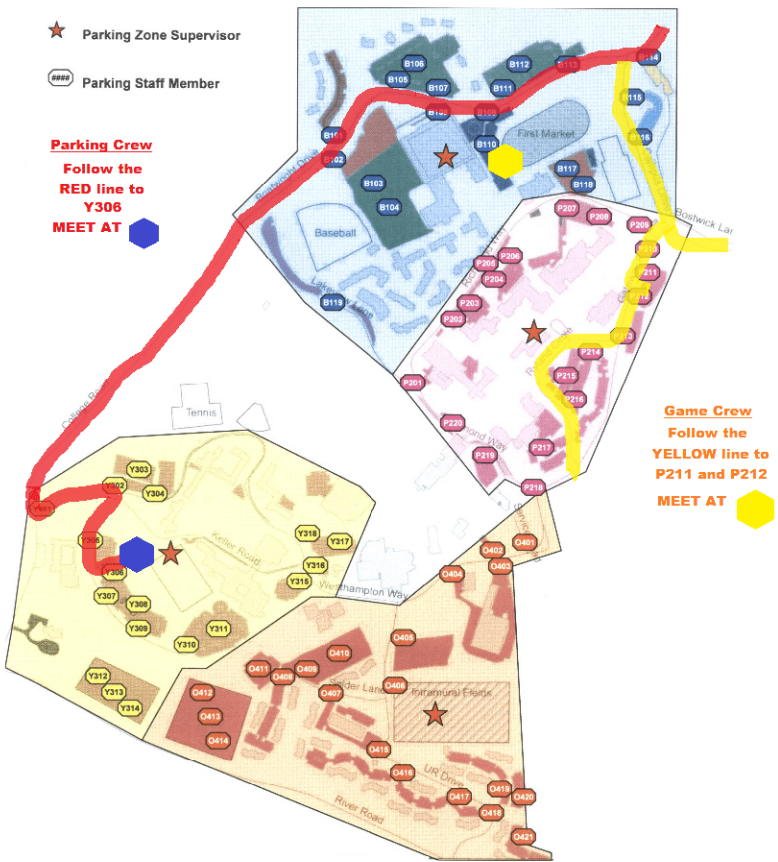 Parking Zone Supervisor
####
Parking Staff Member
Parking Crew
Follow the
RED line to
Y306
MEET AT
Game Crew
Follow the
YELLOW line to
P211 and P212
MEET AT
B106
B105
B107
B112
B111
B113
B114
B115
B116
B101
B102
B109
B110
First Market
B117
B118
B103
B104
Baseball
B119
Bostwick Lan
P207
P208
P209
P210
P211
P206
P205
P204
P203
P202
P214
P215
P216
P201
P220
P219
P217
P218
College Road
Tennis
Y303
Y302
Y304
Y305
Y306
Y307
Y308
Y309
Y310
Y311
Y312
Y313
Y314
Y315
Y316
Y317
Y318
Keller Road
Westhampton Way
O401
O402
O403
O404
O405
O406
O407
O408
O409
O410
O411
O412
O413
O414
O415
O416
O417
O418
O419
O420
O421
Intramural Fields
UR Drive
River Road